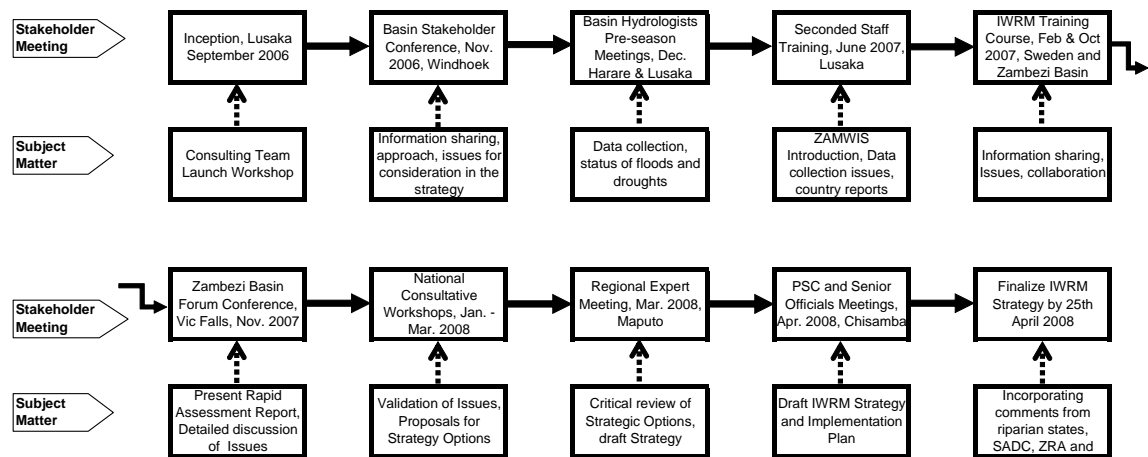 Stakeholder
Meeting
Inception, Lusaka
September 2006
Basin Stakeholder
Conference, Nov.
2006, Windhoek
Basin Hydrologists
Pre-season
Meetings, Dec.
Harare & Lusaka
Seconded Staff
Training, June 2007,
Lusaka
IWRM Training
Course, Feb & Oct
2007, Sweden and
Zambezi Basin
Subject
Matter
Consulting Team
Launch Workshop
Information sharing,
approach, issues for
consideration in the
strategy
Data collection,
status of floods and
droughts
ZAMWIS
Introduction, Data
collection issues,
country reports
Information sharing,
Issues, collaboration
Stakeholder
Meeting
Zambezi Basin
Forum Conference,
Vic Falls, Nov. 2007
National
Consultative
Workshops, Jan. -
Mar. 2008
Regional Expert
Meeting, Mar. 2008,
Maputo
PSC and Senior
Officials Meetings,
Apr. 2008, Chisamba
Finalize IWRM
Strategy by 25th
April 2008
Subject
Matter
Present Rapid
Assessment Report,
Detailed discussion
of Issues
Validation of Issues,
Proposals for
Strategy Options
Critical review of
Strategic Options,
draft Strategy
Draft IWRM Strategy
and Implementation
Plan
Incorporating
comments from
riparian states,
SADC, ZRA and